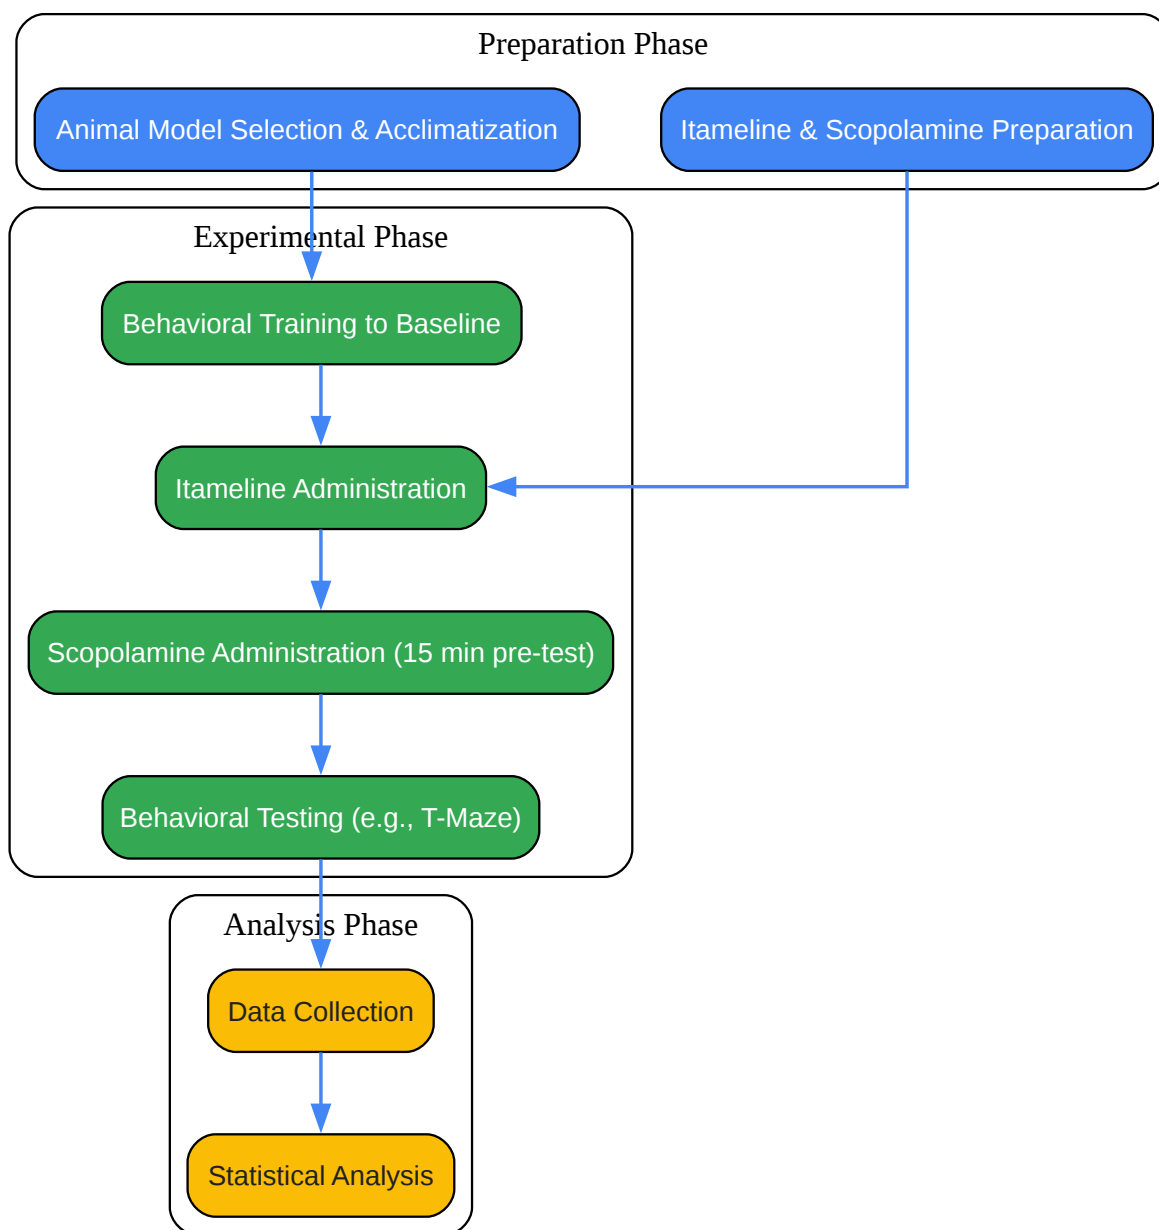 Preparation Phase
Animal Model Selection & Acclimatization
Itameline & Scopolamine Preparation
Experimental Phase
Behavioral Training to Baseline
Itameline Administration
Scopolamine Administration (15 min pre-test)
Behavioral Testing (e.g., T-Maze)
Analysis Phase
Data Collection
Statistical Analysis